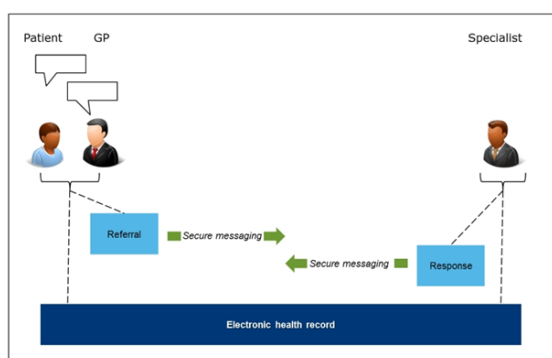 Patient GP Specialist
Referral
Secure messaging
Secure messaging
Response
Electronic health record